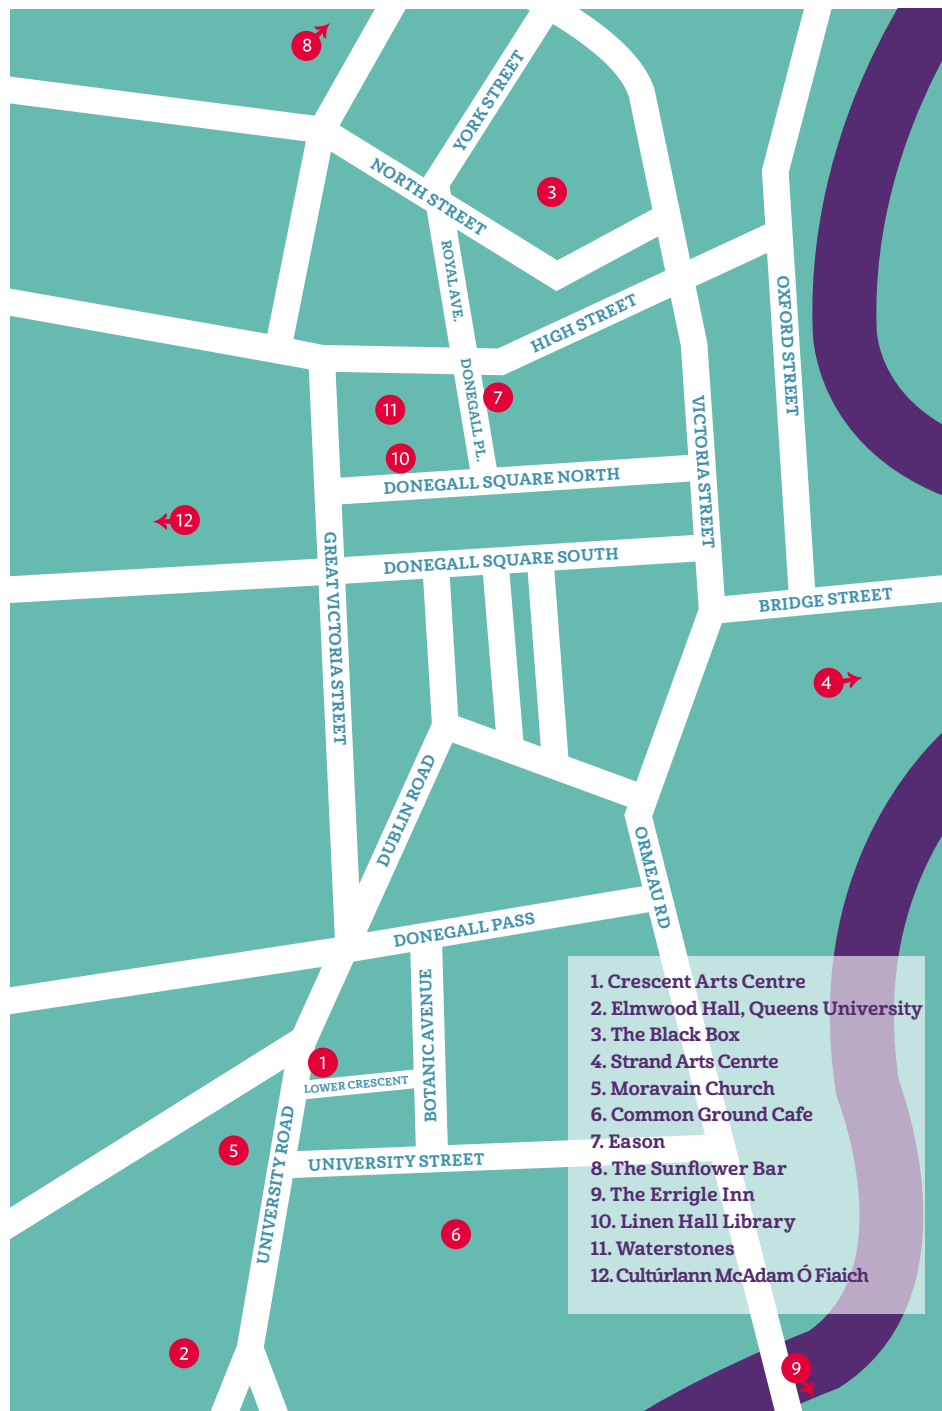 8
YORK STREET
NORTH STREET
3
ROYAL AVE.
OXFORD STREET
HIGH STREET
DONEGALL PL.
7
11
VICTORIA STREET
10
DONEGALL SQUARE NORTH
12
GREAT VICTORIA STREET
DONEGALL SQUARE SOUTH
BRIDGE STREET
4
DUBLIN ROAD
ORMEAU RD
DONEGALL PASS
BOTANIC AVENUE
1
LOWER CRESCENT
UNIVERSITY ROAD
5
UNIVERSITY STREET
6
2
9
1. Crescent Arts Centre
2. Elmwood Hall, Queens University
3. The Black Box
4. Strand Arts Cenrte
5. Moravain Church
6. Common Ground Cafe
7. Eason
8. The Sunflower Bar
9. The Errigle Inn
10. Linen Hall Library
11. Waterstones
12. Cultúrlann McAdam Ó Fiaich